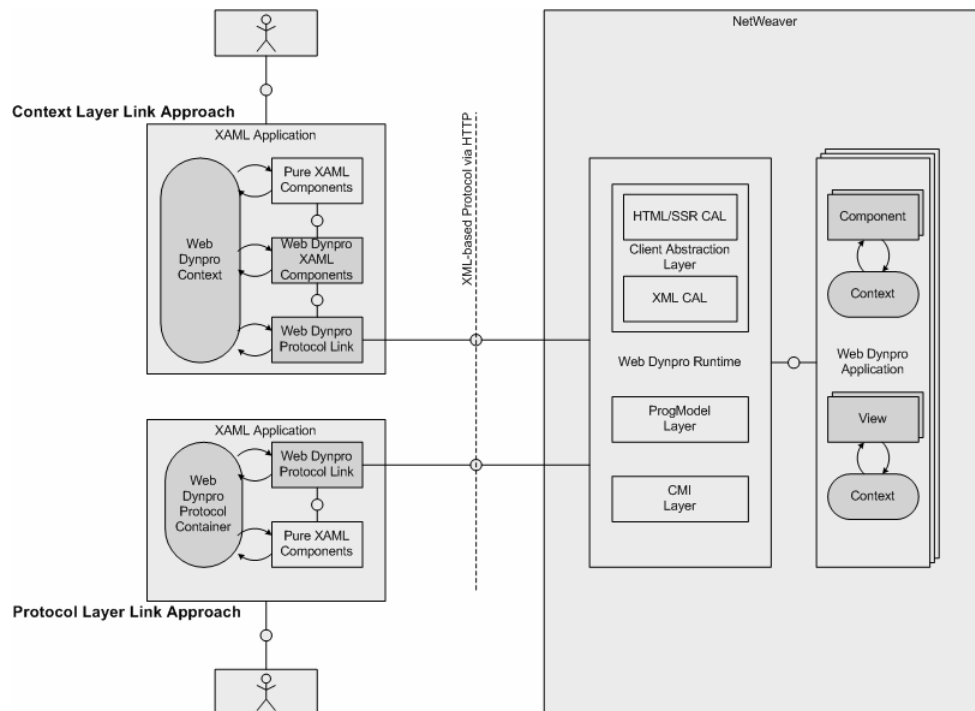 NetWeaver
Context Layer Link Approach
XAML Application
Pure XAML
Components
Web
Dynpro
Context
Web Dynpro
XAML
Components
Web Dynpro
Protocol Link
XML-based Protocol via HTTP
HTML/SSR CAL
Client Abstraction
Layer
XML CAL
Web Dynpro Runtime
ProgModel
Layer
CMI
Layer
Component
Context
Web Dynpro
Application
View
Context
XAML Application
Web Dynpro
Protocol Link
Web
Dynpro
Protocol
Container
Pure XAML
Components
Protocol Layer Link Approach